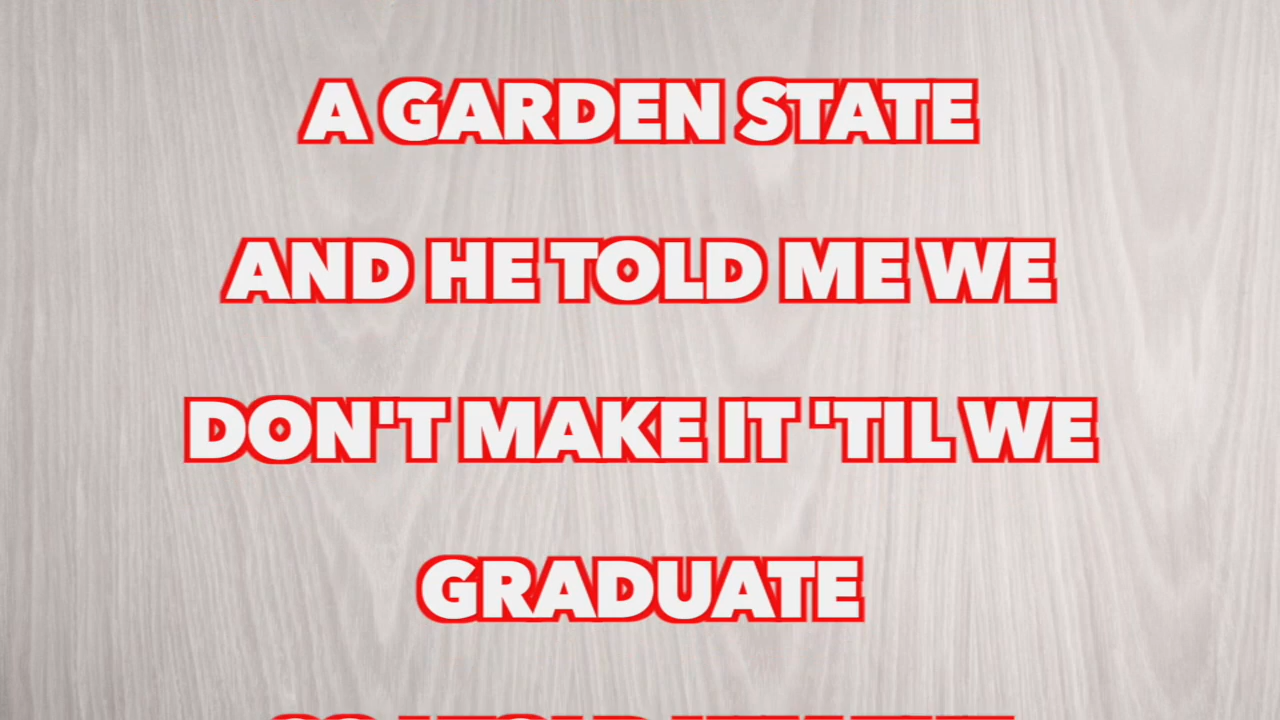 A GARDEN STATE
AND HE TOLD ME WE
DON'T MAKE IT 'TIL WE
GRADUATE